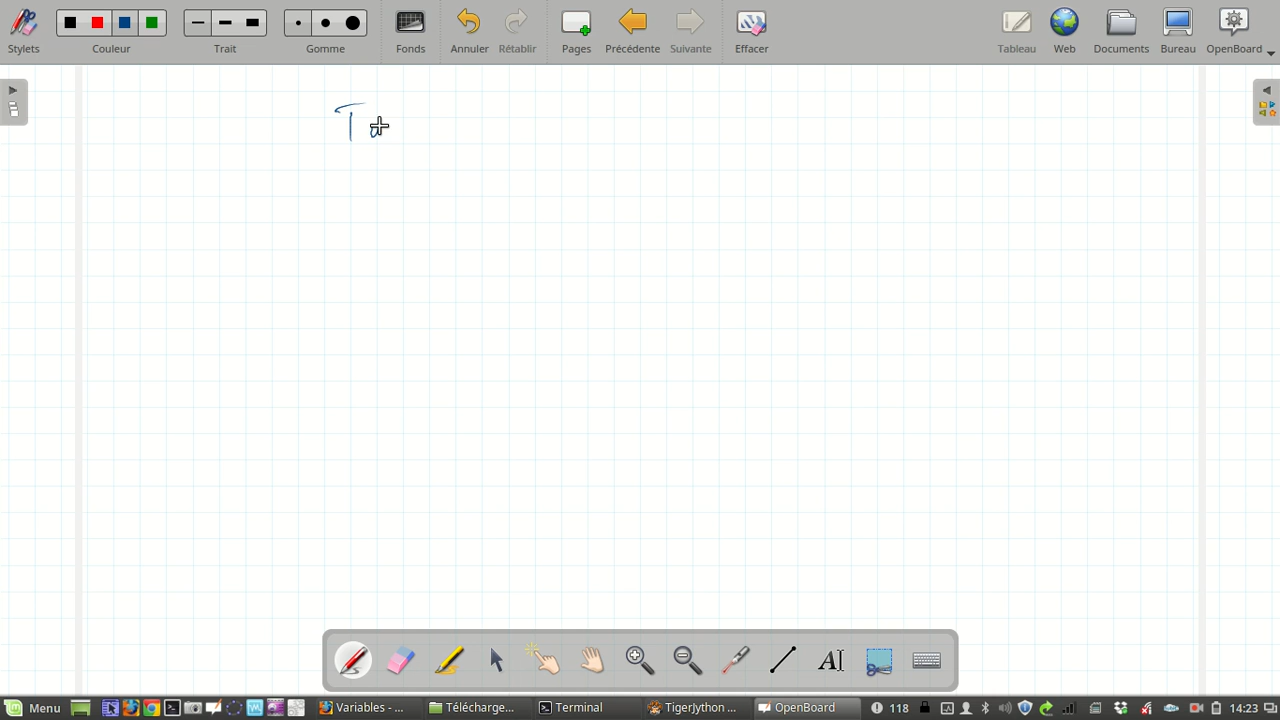 Stylets
Couleur
Trait
Gomme
Fonds
Annuler
Rétablir
Pages
Précédente
Suivante
Effacer
Tableau
Web
Documents
Bureau
OpenBoard
T
Menu
Variables - ...
Télécharge...
Terminal
TigerJython ...
OpenBoard
118
14:23